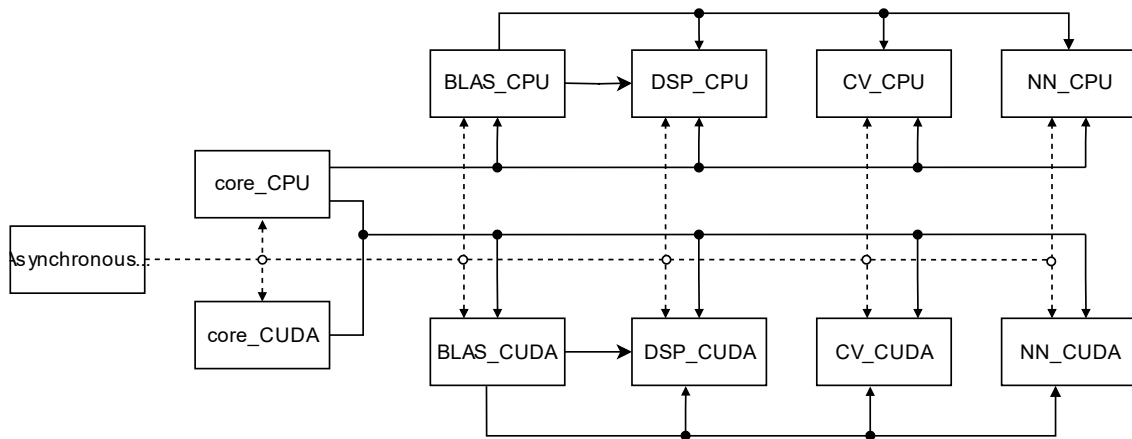 BLAS_CPU
DSP_CPU
CV_CPU
NN_CPU
core_CPU
Asynchronous...
core_CUDA
BLAS_CUDA
DSP_CUDA
CV_CUDA
NN_CUDA